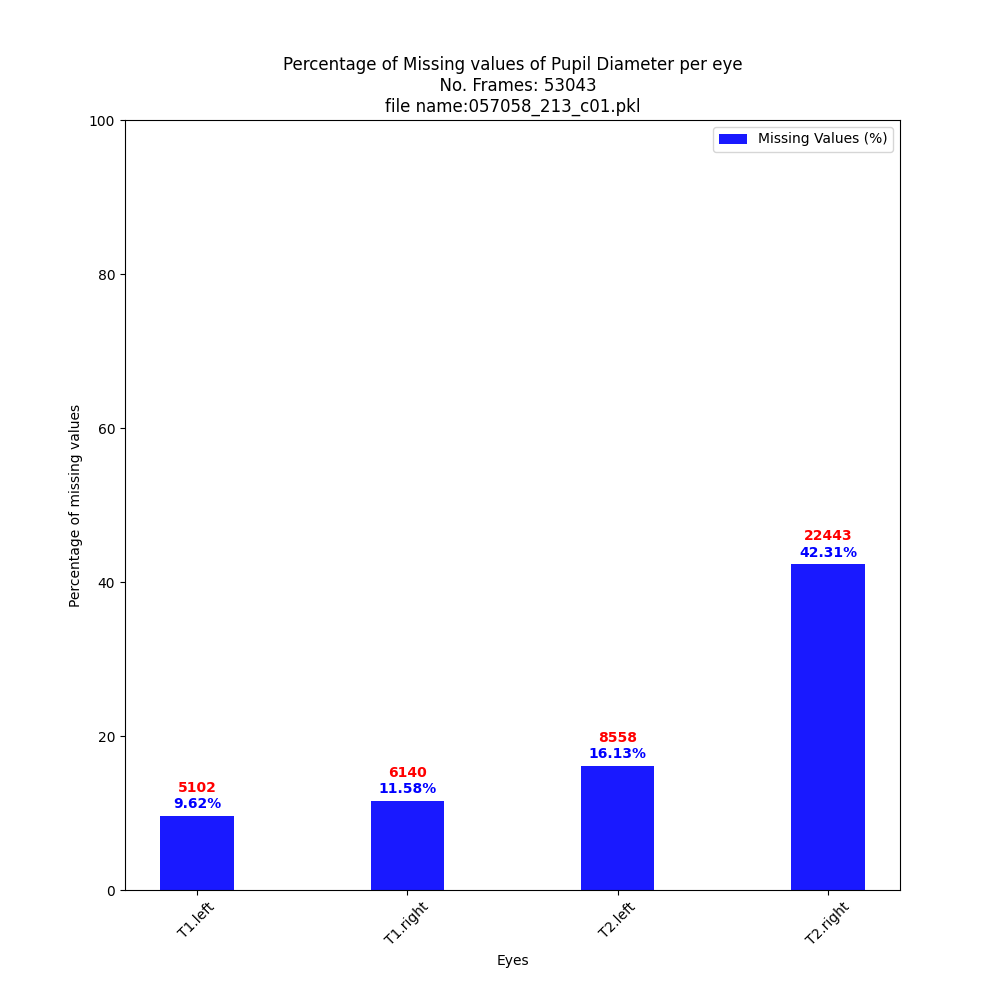 Percentage of Missing values of Pupil Diameter per eye
No. Frames: 53043
file name:057058_213_c01.pkl
Missing Values (%)
Percentage of missing values
100
80
60
40
20
0
5102
9.62%
6140
11.58%
8558
16.13%
22443
42.31%
T1.left
T1.right
T2.left
T2.right
Eyes